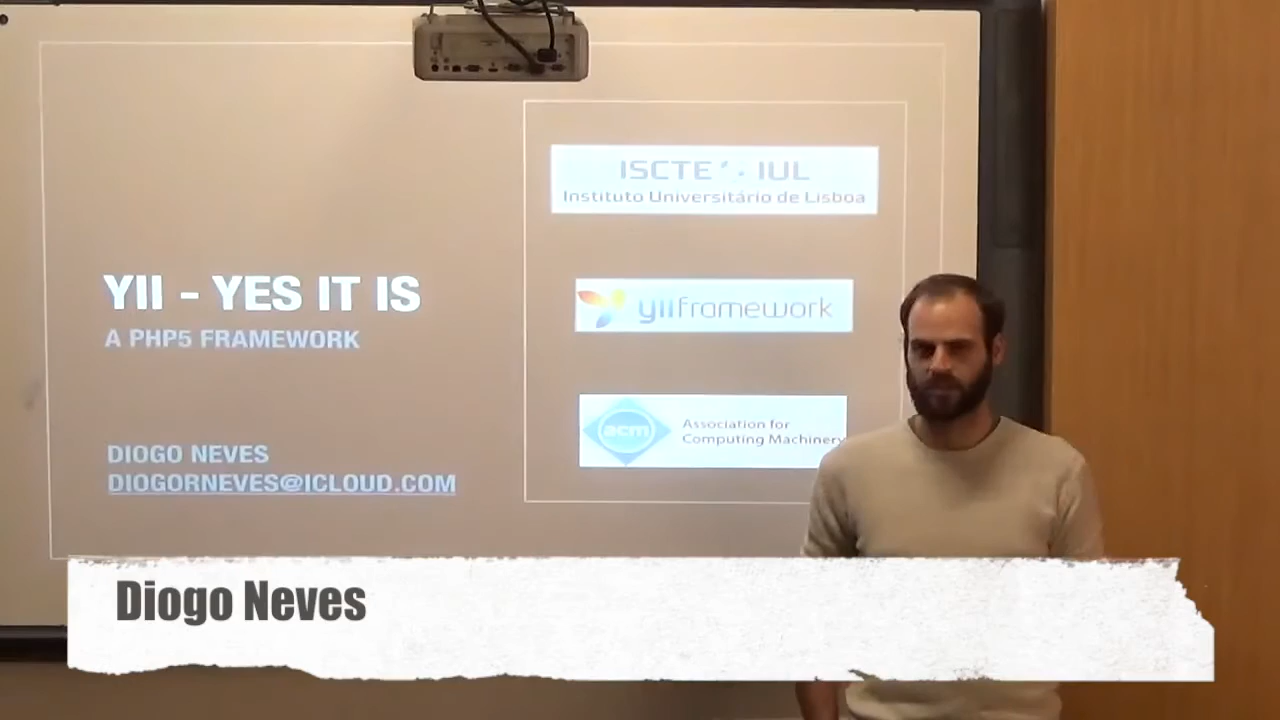 YII - YES IT IS
A PHP5 FRAMEWORK
DIOGO NEVES
DIOGORNEVES@ICLOUD.COM
ISCTE IUL
Instituto Universitário de Lisboa
yiiframework
acm
Association for
Computing Machinery
Diogo Neves